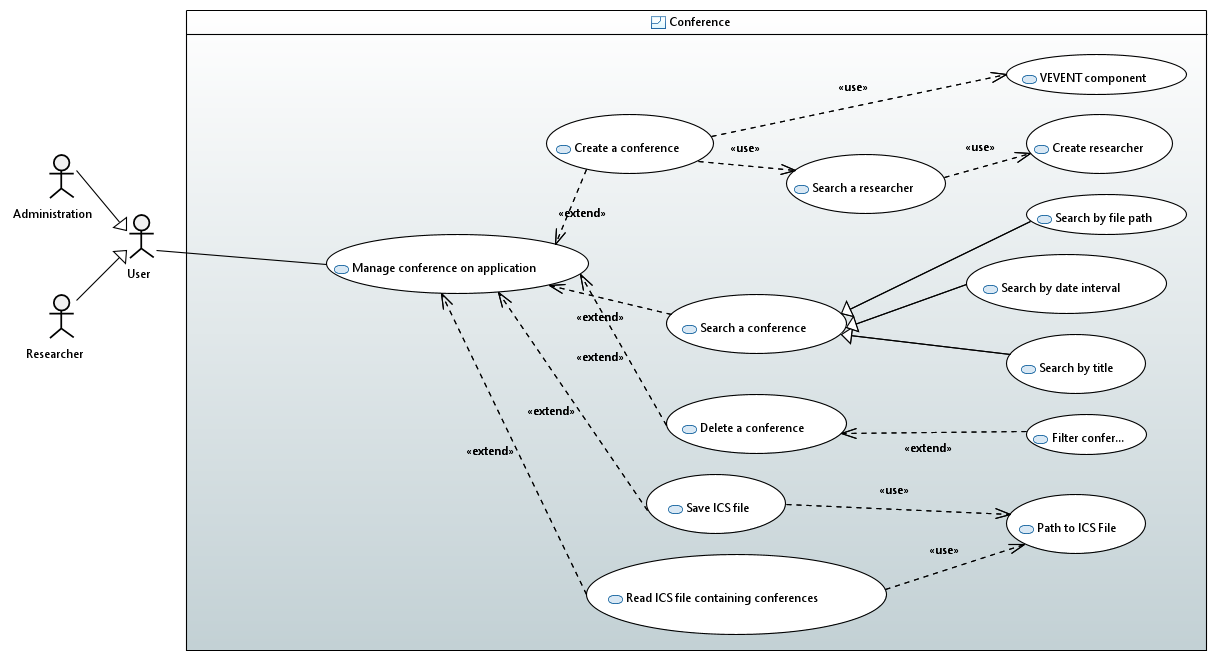 Conference
VEVENT component
«use»
Create a conference
«use»
«use»
Create researcher
Search a researcher
Administration
«extend»
Search by file path
User
Manage conference on application
Search by date interval
«extend»
Search a conference
Researcher
«extend»
Search by title
«extend»
Delete a conference
Filter confer...
«extend»
«extend»
«use»
Save ICS file
Path to ICS File
«use»
Read ICS file containing conferences